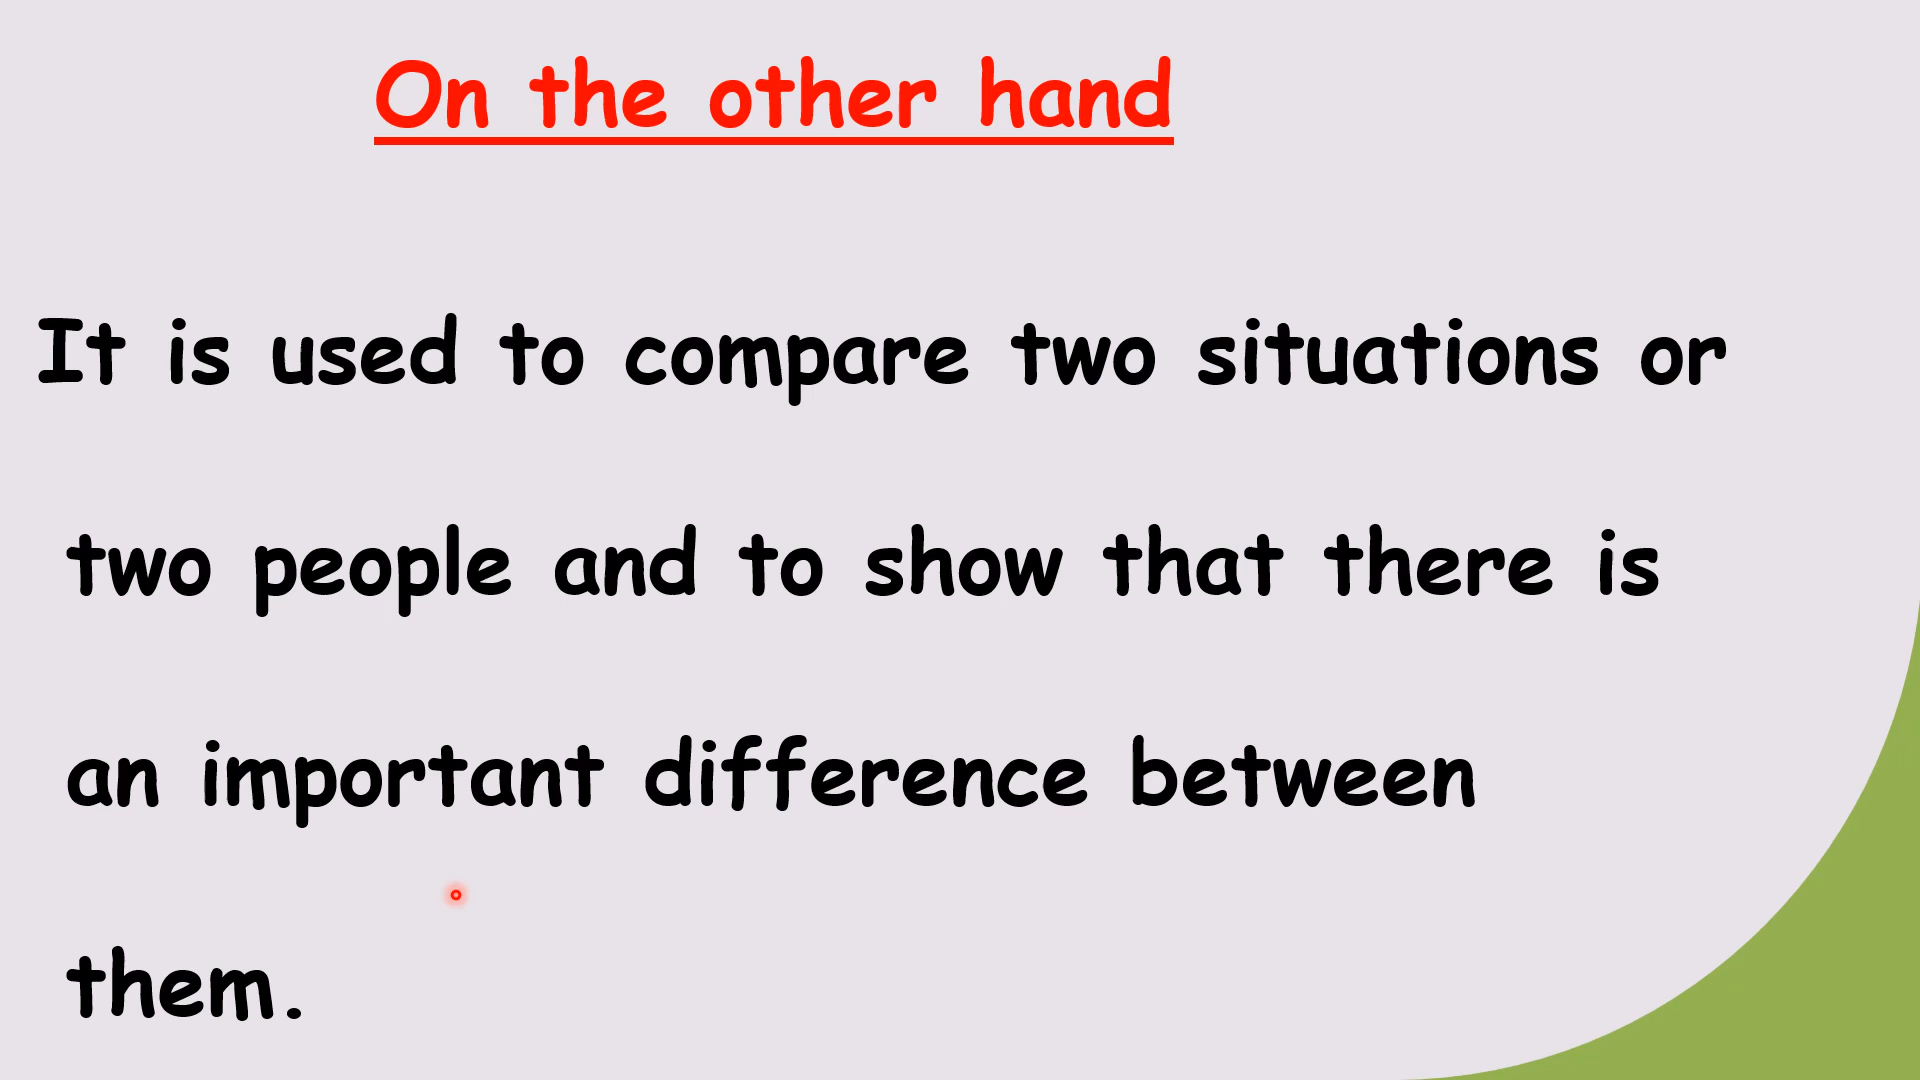 On the other hand
It is used to compare two situations or
two people and to show that there is
an important difference between
them.